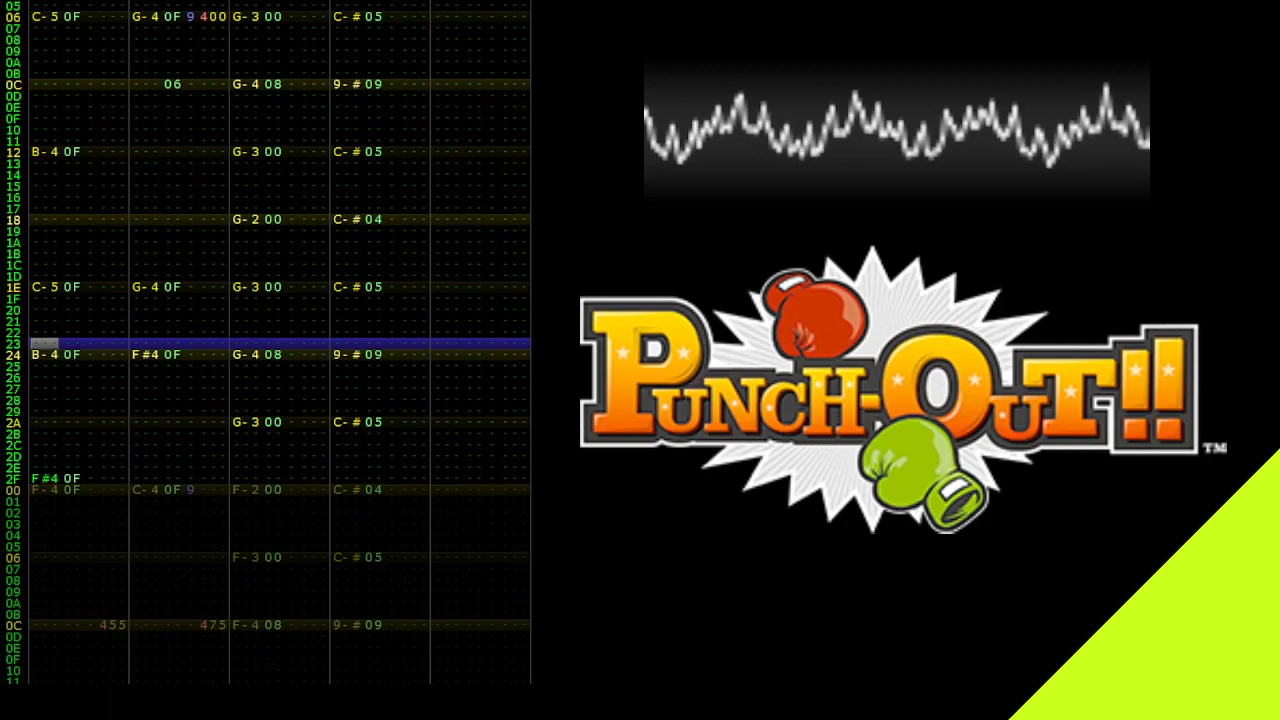 05
06 C-5 0F G-4 0F 9 400 G-3 00 C-# 05
07
08
09
0A
0B
0C 06 G-4 08 9-# 09
0D
0E
0F
10
11
12 B-4 0F G-3 00 C-# 05
13
14
15
16
17
18 G-2 00 C-# 04
19
1A
1B
1C
1D
1E C-5 0F G-4 0F G-3 00 C-# 05
1F
20
21
22
23
24 B-4 0F F#4 0F G-4 08 9-# 09
25
26
27
28
29
2A G-3 00 C-# 05
2B
2C
2D
2E
2F F#4 0F
00 F-4 0F C-4 0F 9 F-2 00 C-# 04
01
02
03
04
05
06 F-3 00 C-# 05
07
08
09
0A
0B
0C 455 475 F-4 08 9-# 09
0D
0E
0F
10
11
PUNCH-OUT!! ™